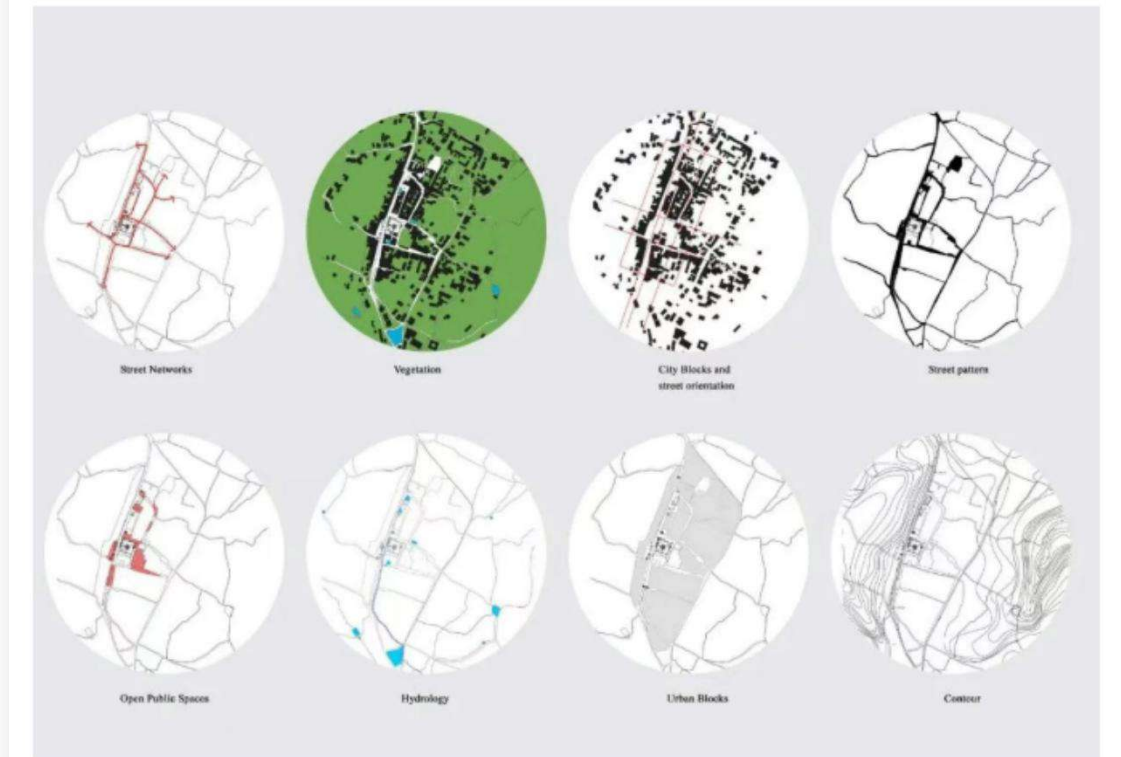 Street Networks
Vegetation
City Blocks and
street orientation
Street pattern
Open Public Spaces
Hydrology
Urban Blocks
Contour